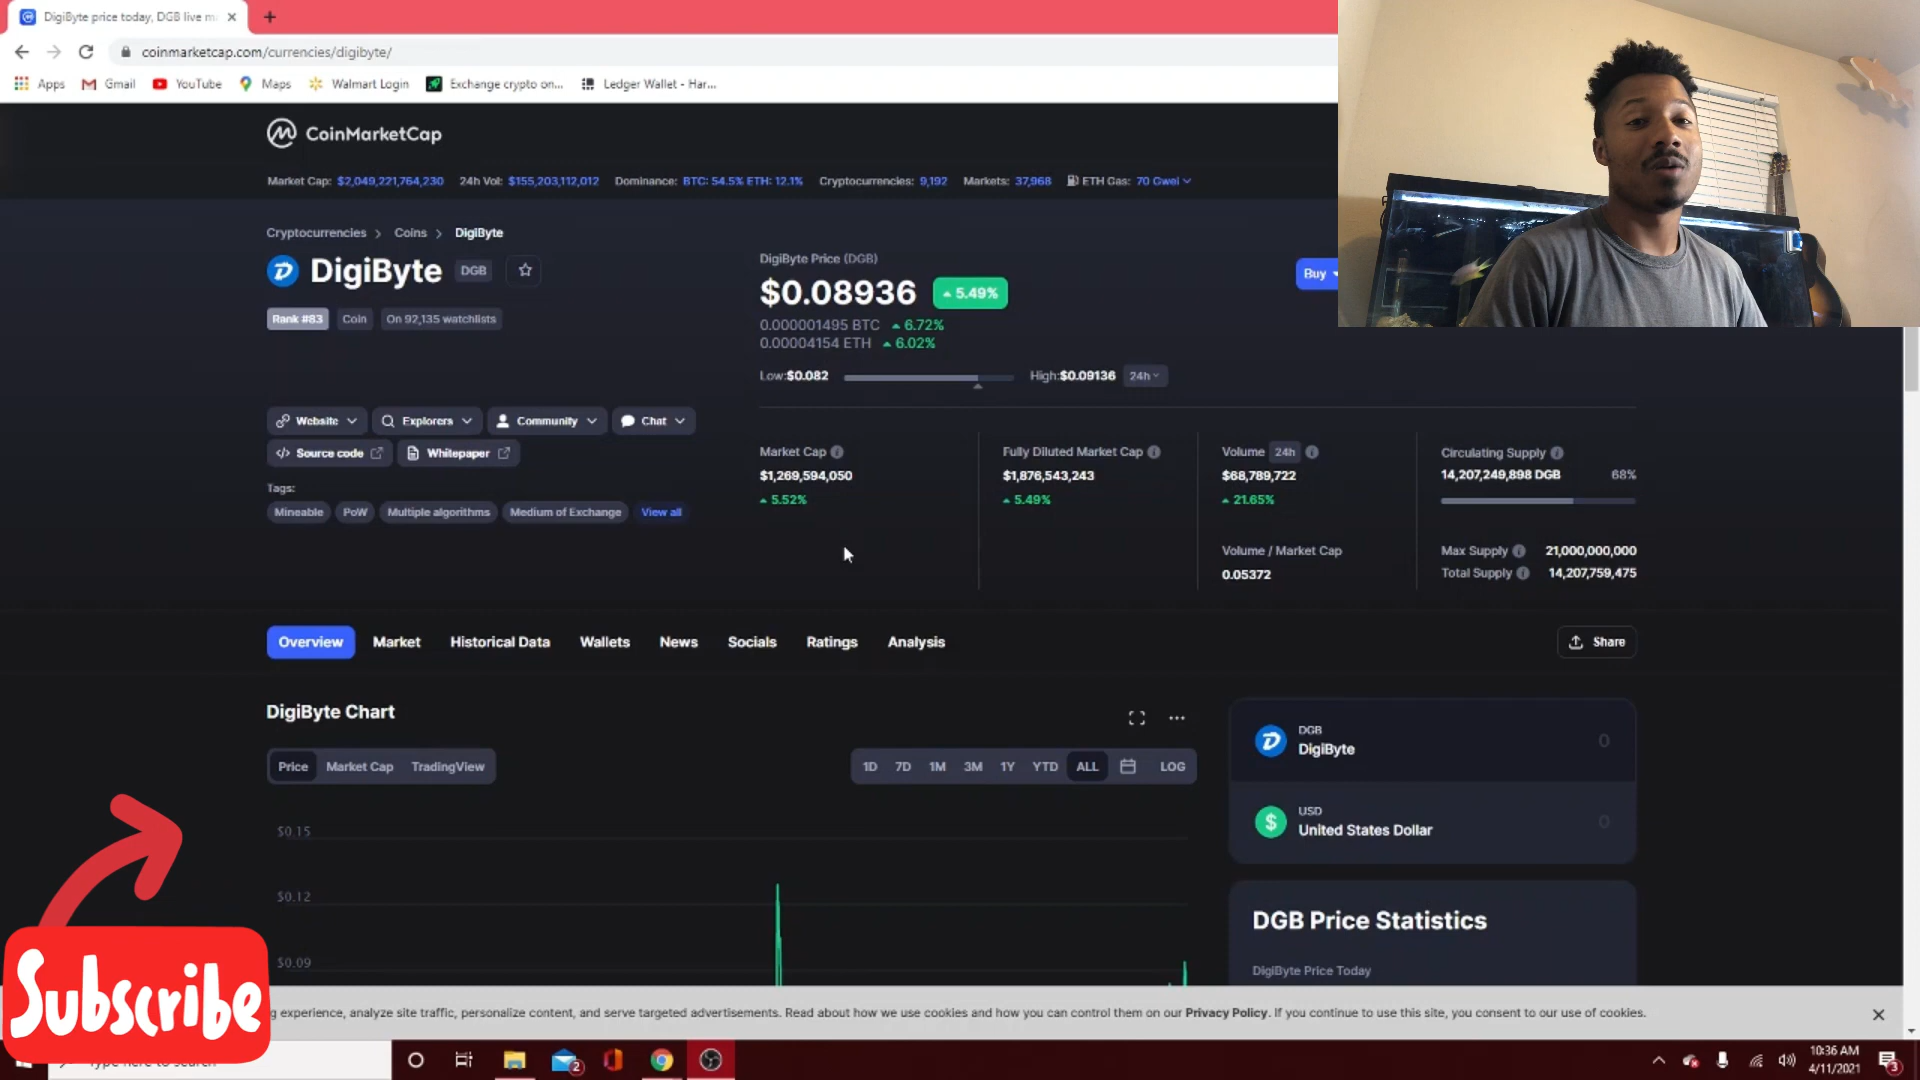 DigiByte price today, DGB live m
coinmarketcap.com/currencies/digibyte/
Apps Gmail YouTube Maps Walmart Login Exchange crypto on... Ledger Wallet - Har...
CoinMarketCap
Market Cap: $2,049,221,764,230 24h Vol: $155,203,112,012 Dominance: BTC: 54.5% ETH: 12.1% Cryptocurrencies: 9,192 Markets: 37,968 ETH Gas: 70 Gwei
Cryptocurrencies > Coins > DigiByte
DigiByte DGB
Rank #83 Coin On 92,135 watchlists
DigiByte Price (DGB)
$0.08936 5.49%
0.000001495 BTC 6.72%
0.00004154 ETH 6.02%
Low:$0.082 High:$0.09136 24h
Buy
Website Explorers Community Chat
Source code Whitepaper
Tags:
Mineable PoW Multiple algorithms Medium of Exchange View all
Market Cap
$1,269,594,050
5.52%
Fully Diluted Market Cap
$1,876,543,243
5.49%
Volume 24h
$68,789,722
21.65%
Volume / Market Cap
0.05372
Circulating Supply
14,207,249,898 DGB 68%
Max Supply 21,000,000,000
Total Supply 14,207,759,475
Overview Market Historical Data Wallets News Socials Ratings Analysis
Share
DigiByte Chart
Price Market Cap TradingView
1D 7D 1M 3M 1Y YTD ALL LOG
$0.15
$0.12
$0.09
DGB
DigiByte 0
USD
United States Dollar 0
DGB Price Statistics
DigiByte Price Today
Subscribe
g experience, analyze site traffic, personalize content, and serve targeted advertisements. Read about how we use cookies and how you can control them on our Privacy Policy. If you continue to use this site, you consent to our use of cookies.
Type here to search
2
10:36 AM
4/11/2021
3